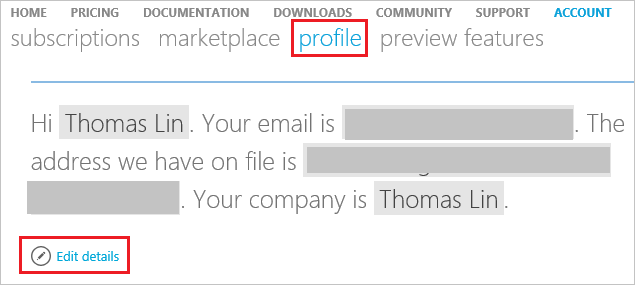 HOME PRICING DOCUMENTATION DOWNLOADS COMMUNITY SUPPORT ACCOUNT
subscriptions marketplace profile preview features
Hi Thomas Lin. Your email is . The
address we have on file is
. Your company is Thomas Lin.
Edit details